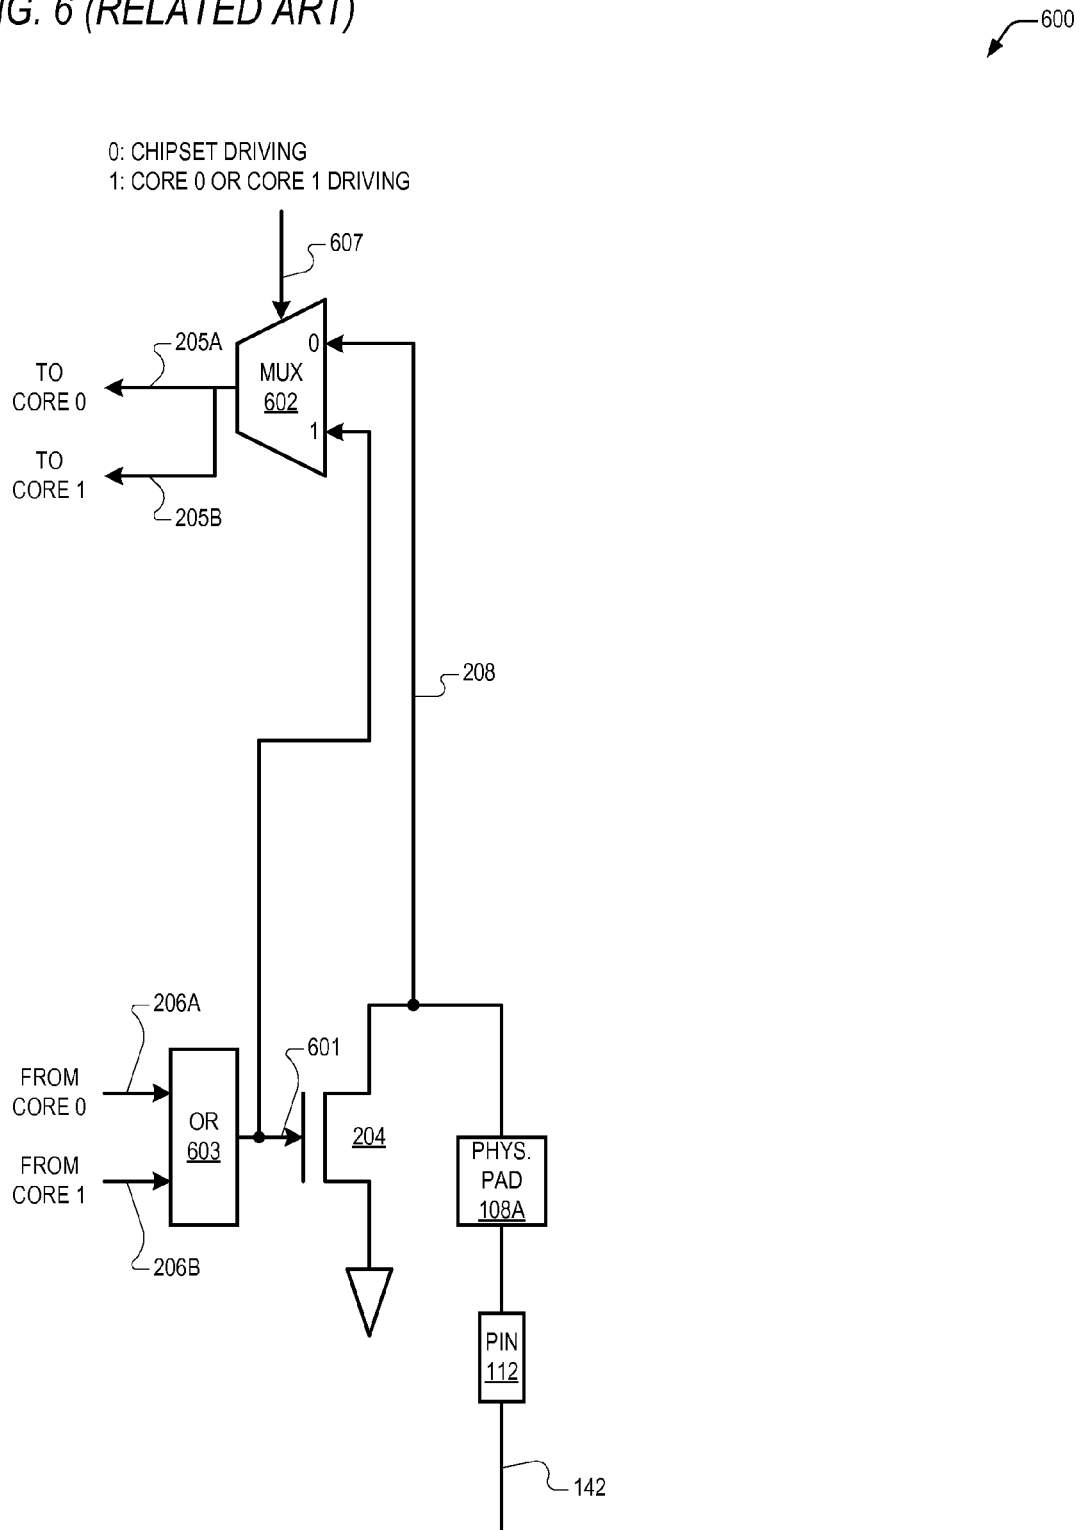 G. 6 (RELATED ART)
600
0: CHIPSET DRIVING
1: CORE 0 OR CORE 1 DRIVING
607
205A
TO
CORE 0
0
MUX
602
1
TO
CORE 1
205B
208
206A
601
FROM
CORE 0
OR
603
204
FROM
CORE 1
PHYS.
PAD
108A
206B
PIN
112
142